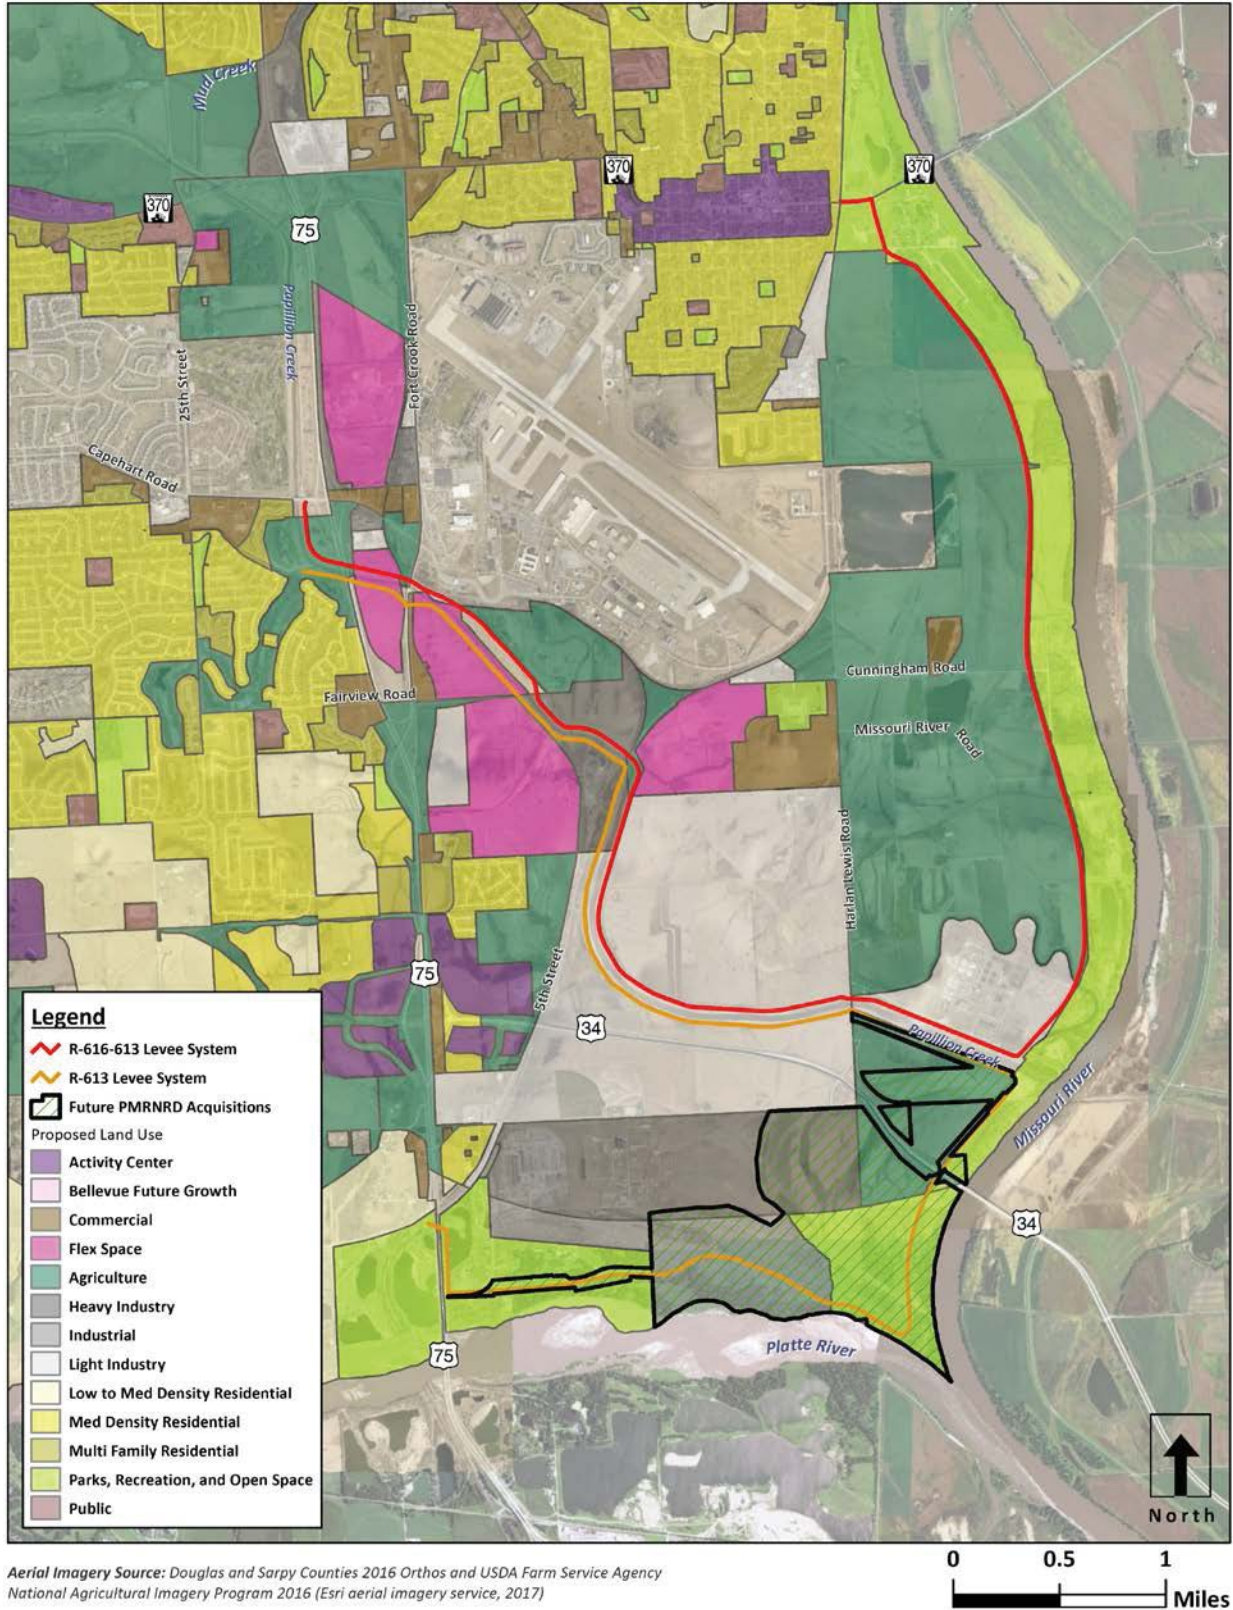 Mud Creek
370
370
370
75
Papillion Creek
Fort Crook Road
25th Street
Capehart Road
Cunningham Road
Fairview Road
Missouri River
Road
Harlan Lewis Road
75
5th Street
34
Papillion Creek
Missouri River
34
Platte River
75
Legend
R-616-613 Levee System
R-613 Levee System
Future PMRNRD Acquisitions
Proposed Land Use
Activity Center
Bellevue Future Growth
Commercial
Flex Space
Agriculture
Heavy Industry
Industrial
Light Industry
Low to Med Density Residential
Med Density Residential
Multi Family Residential
Parks, Recreation, and Open Space
Public
North
Aerial Imagery Source: Douglas and Sarpy Counties 2016 Orthos and USDA Farm Service Agency
National Agricultural Imagery Program 2016 (Esri aerial imagery service, 2017)
0 0.5 1
Miles